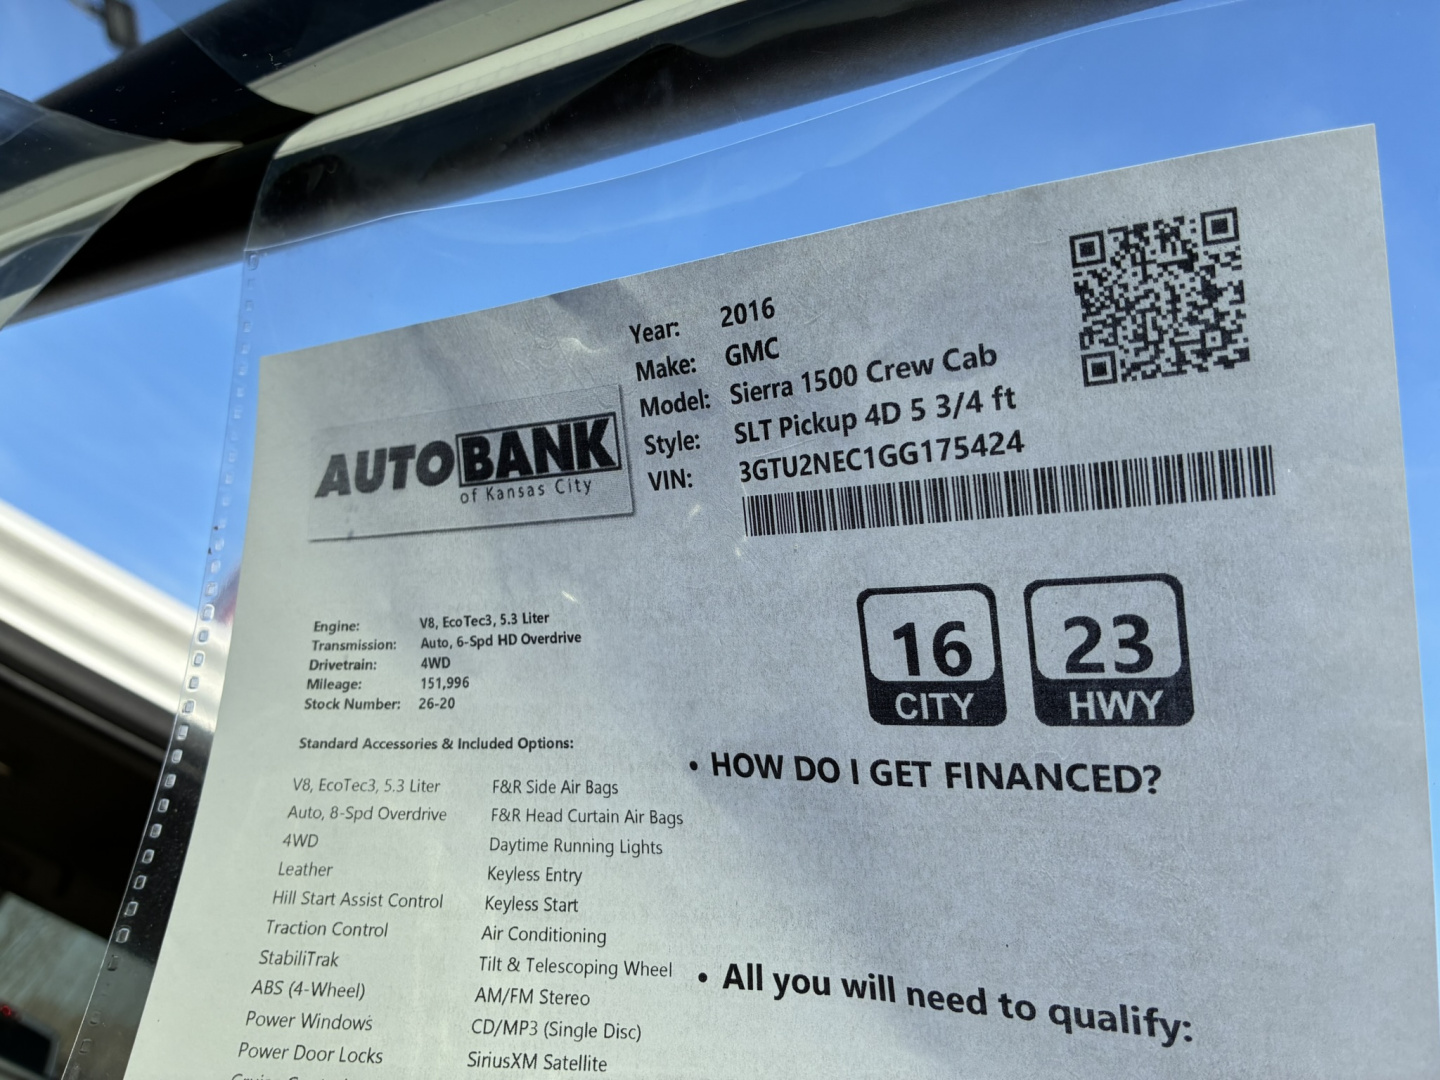 Year: 2016
Make: GMC
Model: Sierra 1500 Crew Cab
Style: SLT Pickup 4D 5 3/4 ft
VIN: 3GTU2NEC1GG175424
AUTOBANK
of Kansas City
16
CITY
23
HWY
Engine: V8, EcoTec3, 5.3 Liter
Transmission: Auto, 6-Spd HD Overdrive
Drivetrain: 4WD
Mileage: 151,996
Stock Number: 26-20
Standard Accessories & Included Options:
V8, EcoTec3, 5.3 Liter
Auto, 8-Spd Overdrive
4WD
Leather
Hill Start Assist Control
Traction Control
StabiliTrak
ABS (4-Wheel)
Power Windows
Power Door Locks
F&R Side Air Bags
F&R Head Curtain Air Bags
Daytime Running Lights
Keyless Entry
Keyless Start
Air Conditioning
Tilt & Telescoping Wheel
AM/FM Stereo
CD/MP3 (Single Disc)
SiriusXM Satellite
• HOW DO I GET FINANCED?
• All you will need to qualify: